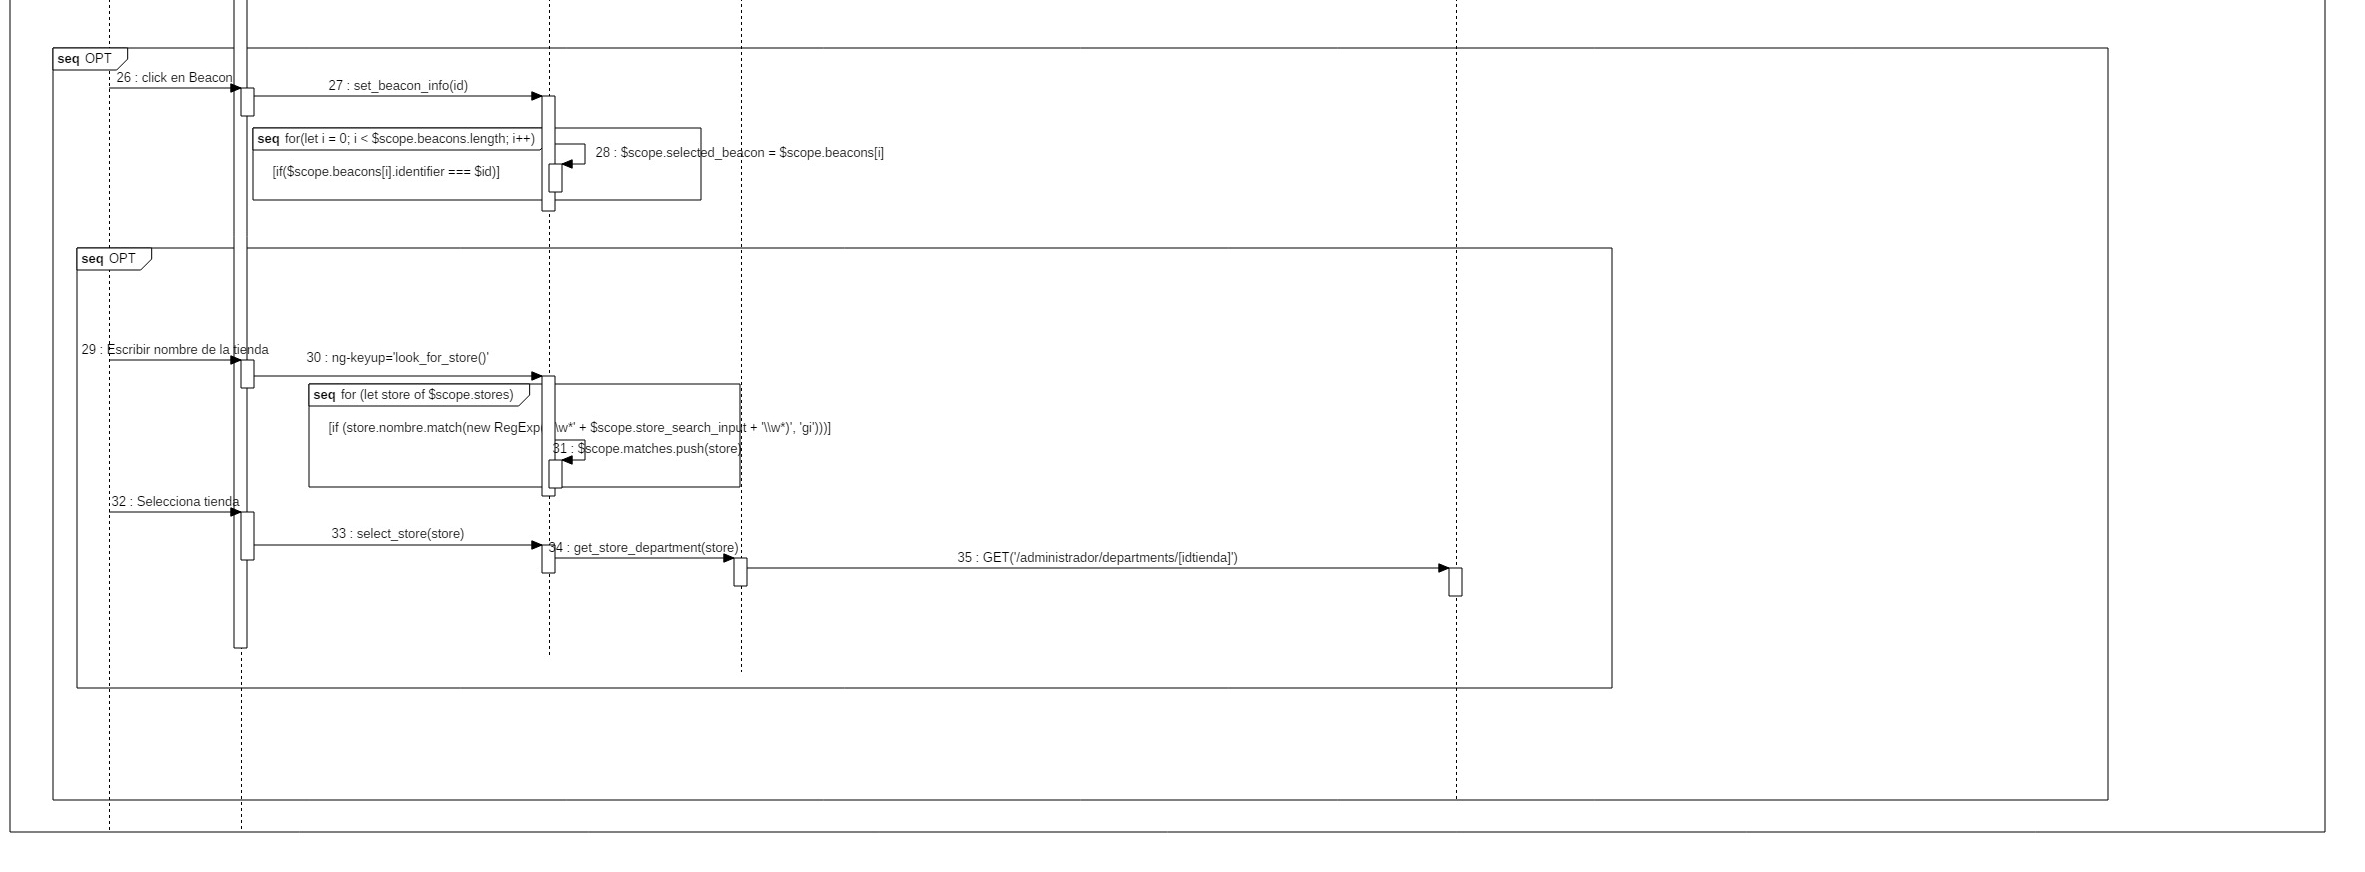 seq OPT
26 : click en Beacon
27 : set_beacon_info(id)
seq for(let i = 0; i < $scope.beacons.length; i++)
28 : $scope.selected_beacon = $scope.beacons[i]
[if($scope.beacons[i].identifier === $id)]
seq OPT
29 : Escribir nombre de la tienda
30 : ng-keyup='look_for_store()'
seq for (let store of $scope.stores)
[if (store.nombre.match(new RegExp \w*' + $scope.store_search_input + '\\w*)', 'gi')))]
31 : $scope.matches.push(store)
32 : Selecciona tienda
33 : select_store(store)
34 : get_store_department(store)
35 : GET('/administrador/departments/[idtienda]')